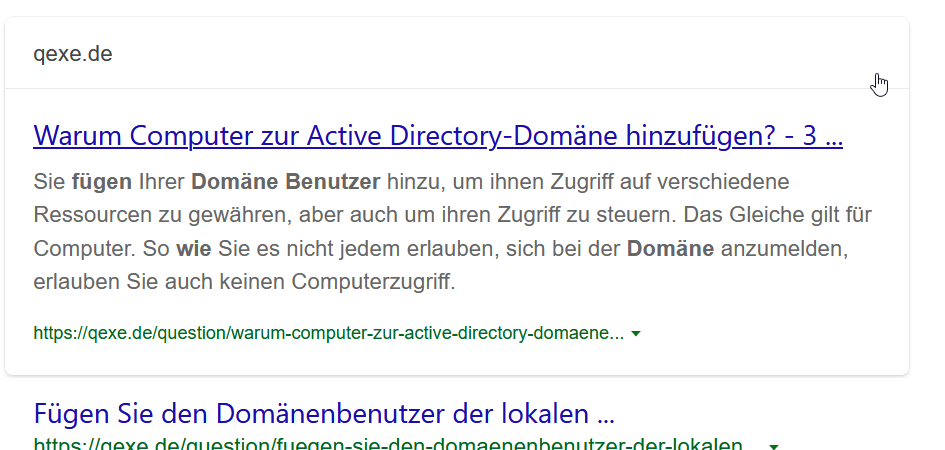 qexe.de
Warum Computer zur Active Directory-Domäne hinzufügen? - 3 ...
Sie fügen Ihrer Domäne Benutzer hinzu, um ihnen Zugriff auf verschiedene
Ressourcen zu gewähren, aber auch um ihren Zugriff zu steuern. Das Gleiche gilt für
Computer. So wie Sie es nicht jedem erlauben, sich bei der Domäne anzumelden,
erlauben Sie auch keinen Computerzugriff.
https://qexe.de/question/warum-computer-zur-active-directory-domaene...
Fügen Sie den Domänenbenutzer der lokalen ...
https://qexe.de/question/fuegen-sie-den-domaenenbenutzer-der-lokalen...